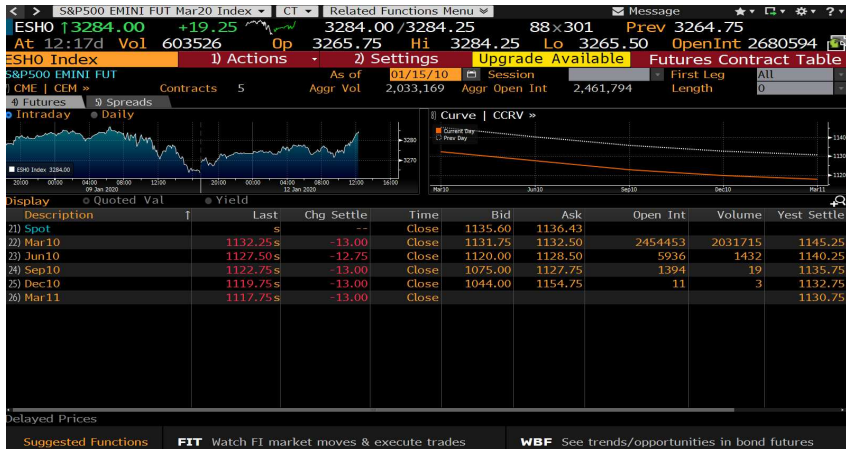 < > S&P500 EMINI FUT Mar20 Index CT Related Functions Menu Message
ESH0 ↑3284.00 +19.25 3284.00/3284.25 88×301 Prev 3264.75
At 12:17d Vol 603526 Op 3265.75 Hi 3284.25 Lo 3265.50 OpenInt 2680594
ESH0 Index 1) Actions 2) Settings Upgrade Available Futures Contract Table
S&P500 EMINI FUT As of 01/15/10 Session First Leg All
CME | CEM » Contracts 5 Aggr Vol 2,033,169 Aggr Open Int 2,461,794 Length 0
4) Futures 5) Spreads
Intraday Daily
8) Curve | CCRV »
Current Day
Prev Day
3280
3270
ESH0 Index 3284.00
20:00 00:00 04:00 08:00 12:00 20:00 00:00 04:00 08:00 12:00 16:00
09 Jan 2020 12 Jan 2020
1140
1130
1120
Mar10 Jun10 Sep10 Dec10 Mar11
Display Quoted Val Yield
Description ↑ Last Chg Settle Time Bid Ask Open Int Volume Yest Settle
21) Spot s -- Close 1135.60 1136.43
22) Mar10 1132.25s -13.00 Close 1131.75 1132.50 2454453 2031715 1145.25
23) Jun10 1127.50s -12.75 Close 1120.00 1128.50 5936 1432 1140.25
24) Sep10 1122.75s -13.00 Close 1075.00 1127.75 1394 19 1135.75
25) Dec10 1119.75s -13.00 Close 1044.00 1154.75 11 3 1132.75
26) Mar11 1117.75s -13.00 Close 1130.75
Delayed Prices
Suggested Functions FIT Watch FI market moves & execute trades WBF See trends/opportunities in bond futures